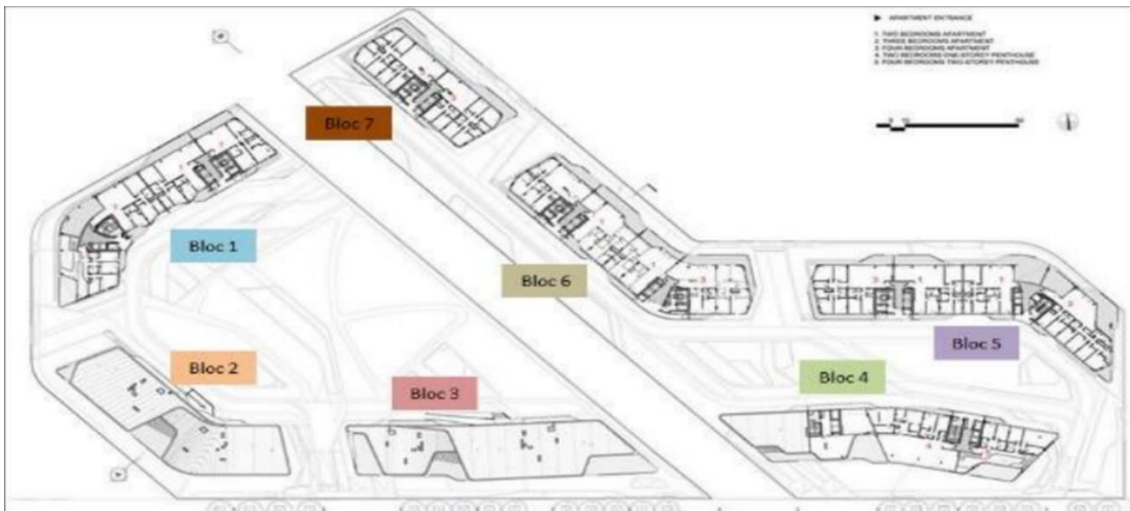 APARTMENT ENTRANCE
1. TWO BEDROOMS APARTMENT
2. THREE BEDROOMS APARTMENT
3. FOUR BEDROOMS APARTMENT
4. TWO BEDROOMS ONE-STOREY PENTHOUSE
5. FOUR BEDROOMS TWO-STOREY PENTHOUSE
Bloc 7
Bloc 1
Bloc 6
Bloc 5
Bloc 2
Bloc 4
Bloc 3